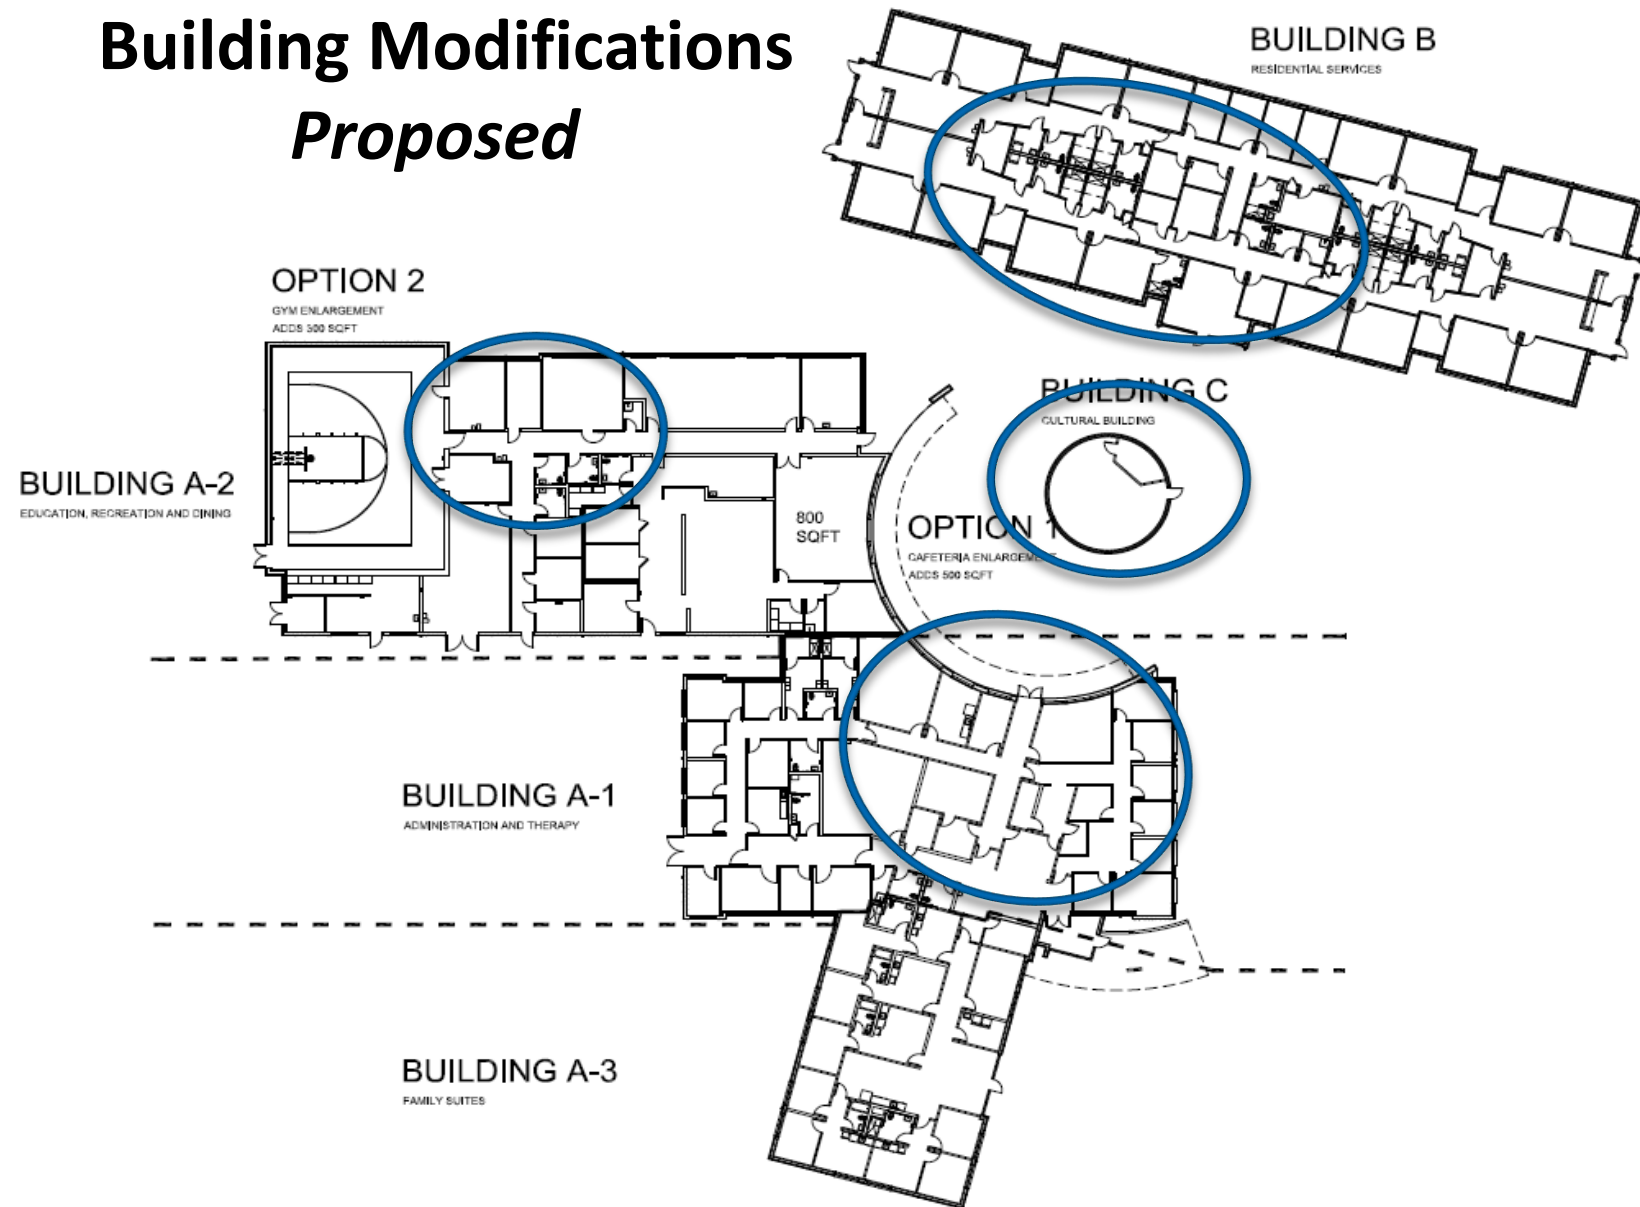 Building Modifications
Proposed
BUILDING B
RESIDENTIAL SERVICES
OPTION 2
GYM ENLARGEMENT
ADDS 300 SQFT
BUILDING C
CULTURAL BUILDING
BUILDING A-2
EDUCATION, RECREATION AND DINING
800
SQFT
OPTION 1
CAFETERIA ENLARGEMENT
ADDS 500 SQFT
BUILDING A-1
ADMINISTRATION AND THERAPY
BUILDING A-3
FAMILY SUITES